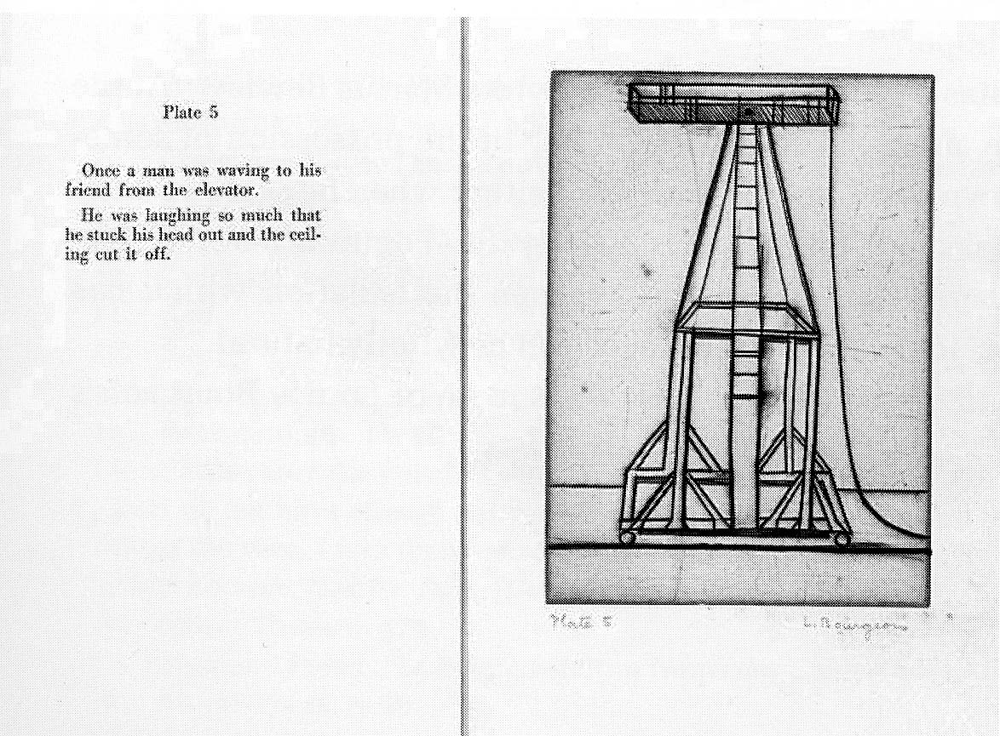 Plate 5
Once a man was waving to his
friend from the elevator.
He was laughing so much that
he stuck his head out and the ceil-
ing cut it off.
Plate 5
L. Bourgeois